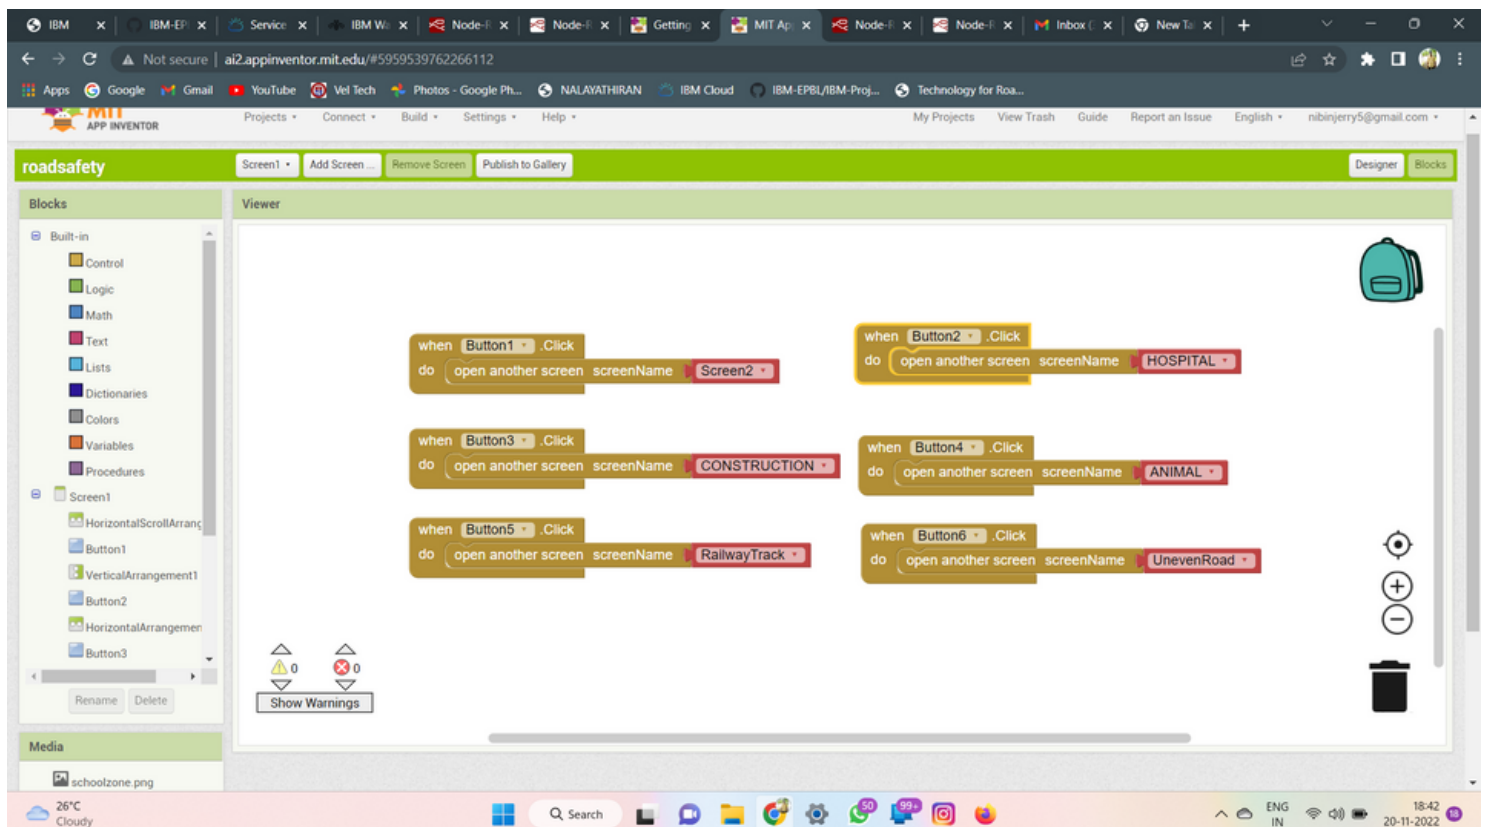 IBM
IBM-EP
Service
IBM Wa
Node-R
Node-R
Getting
MIT Ap
Node-R
Node-R
Inbox (
New Ta
Not secure
ai2.appinventor.mit.edu/#5959539762266112
Apps
Google
Gmail
YouTube
Vel Tech
Photos - Google Ph...
NALAYATHIRAN
IBM Cloud
IBM-EPBL/IBM-Proj...
Technology for Roa...
MIT
APP INVENTOR
Projects
Connect
Build
Settings
Help
My Projects
View Trash
Guide
Report an Issue
English
nibinjerry5@gmail.com
roadsafety
Screen1
Add Screen ...
Remove Screen
Publish to Gallery
Designer
Blocks
Blocks
Viewer
Built-in
Control
Logic
Math
Text
Lists
Dictionaries
Colors
Variables
Procedures
Screen1
HorizontalScrollArrang
Button1
VerticalArrangement1
Button2
HorizontalArrangemen
Button3
Rename
Delete
Media
schoolzone.png
when Button1 .Click
do open another screen screenName Screen2
when Button2 .Click
do open another screen screenName HOSPITAL
when Button3 .Click
do open another screen screenName CONSTRUCTION
when Button4 .Click
do open another screen screenName ANIMAL
when Button5 .Click
do open another screen screenName RailwayTrack
when Button6 .Click
do open another screen screenName UnevenRoad
0
0
Show Warnings
26°C
Cloudy
Search
50
99+
ENG
IN
18:42
20-11-2022
18